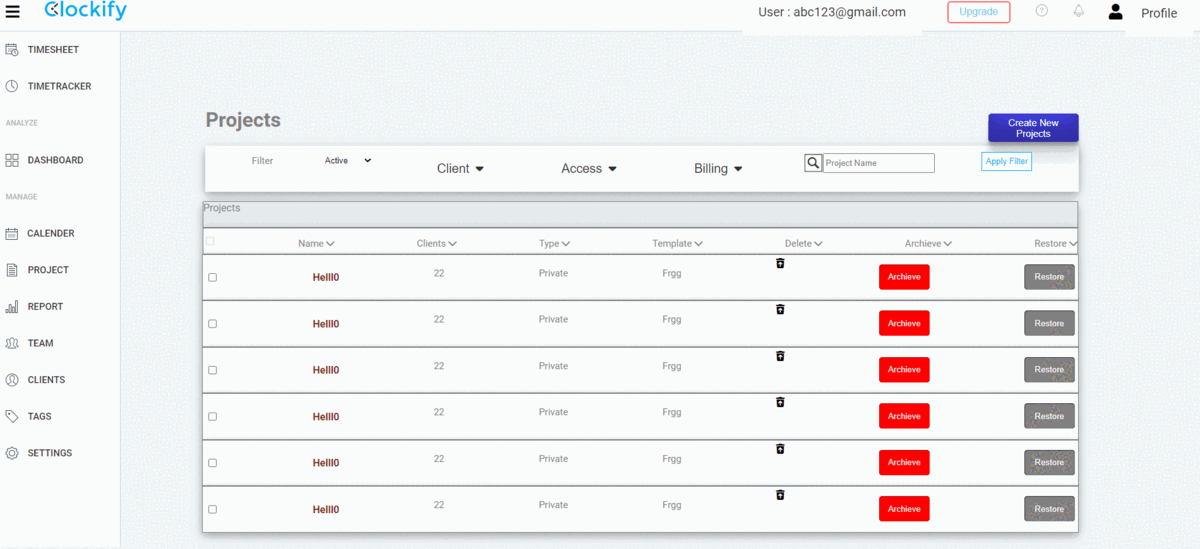 Clockify
User : abc123@gmail.com
Upgrade
Profile
TIMESHEET
TIMETRACKER
ANALYZE
DASHBOARD
MANAGE
CALENDER
PROJECT
REPORT
TEAM
CLIENTS
TAGS
SETTINGS
Projects
Create New
Projects
Filter Active Client Access Billing Project Name Apply Filter
Projects
Name Clients Type Template Delete Archieve Restore
Helll0 22 Private Frgg Archieve Restore
Helll0 22 Private Frgg Archieve Restore
Helll0 22 Private Frgg Archieve Restore
Helll0 22 Private Frgg Archieve Restore
Helll0 22 Private Frgg Archieve Restore
Helll0 22 Private Frgg Archieve Restore